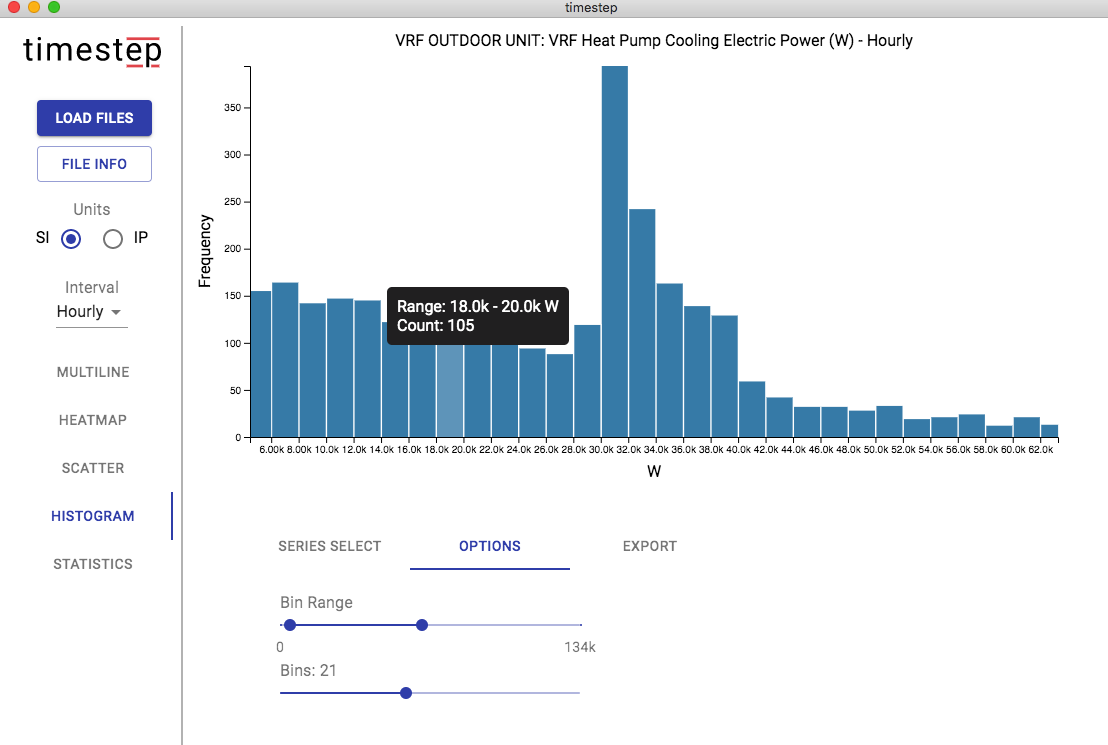 timestep
timestep
LOAD FILES
FILE INFO
Units
SI IP
Interval
Hourly
MULTILINE
HEATMAP
SCATTER
HISTOGRAM
STATISTICS
VRF OUTDOOR UNIT: VRF Heat Pump Cooling Electric Power (W) - Hourly
Frequency
350
300
250
200
150
100
50
0
Range: 18.0k - 20.0k W
Count: 105
6.00k 8.00k 10.0k 12.0k 14.0k 16.0k 18.0k 20.0k 22.0k 24.0k 26.0k 28.0k 30.0k 32.0k 34.0k 36.0k 38.0k 40.0k 42.0k 44.0k 46.0k 48.0k 50.0k 52.0k 54.0k 56.0k 58.0k 60.0k 62.0k
W
SERIES SELECT OPTIONS EXPORT
Bin Range
0 134k
Bins: 21